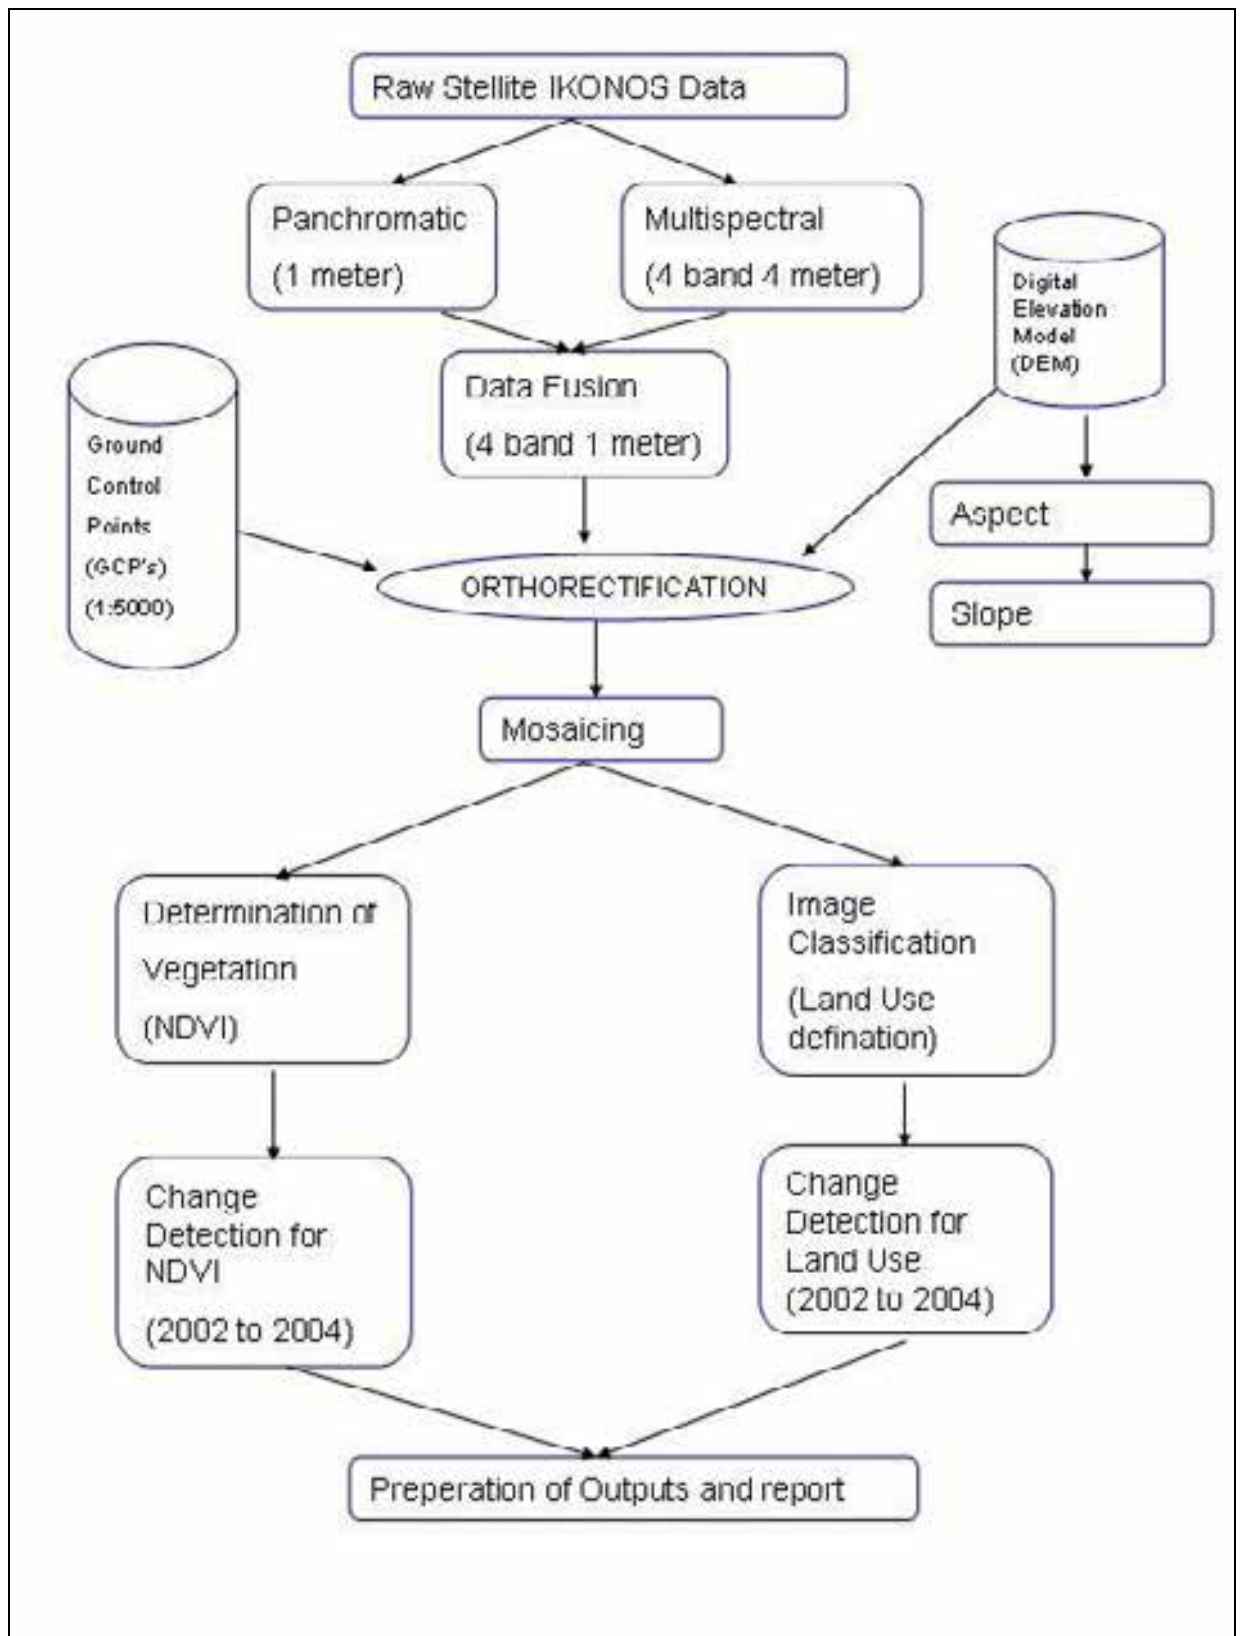 Raw Stellite IKONOS Data
Panchromatic
(1 meter)
Multispectral
(4 band 4 meter)
Digital
Elevation
Model
(DEM)
Data Fusion
(4 band 1 meter)
Ground
Control
Points
(GCP's)
(1:5000)
Aspect
ORTHORECTIFICATION
Slope
Mosaicing
Determination of
Vegetation
(NDVI)
Image
Classification
(Land Use
defination)
Change
Detection for
NDVI
(2002 to 2004)
Change
Detection for
Land Use
(2002 to 2004)
Preperation of Outputs and report